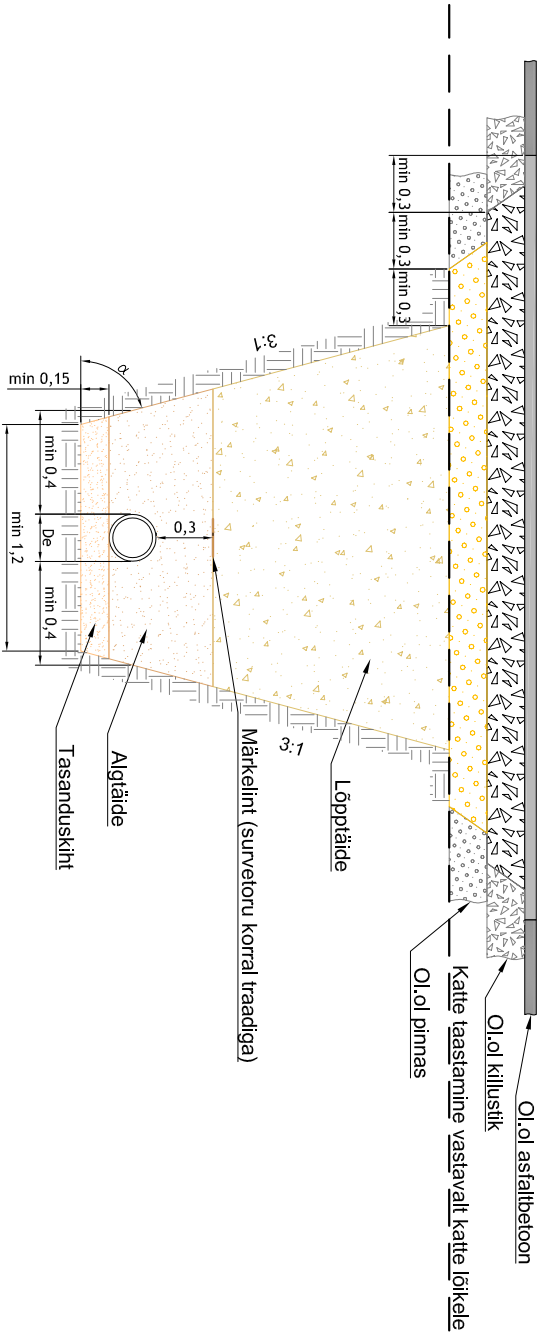 Ol.ol asfaltbetoon
Ol.ol killustik
Katte taastamine vastavalt katte lõikele
Ol.ol pinnas
min 0,3
min 0,3
min 0,3
3:1
3:1
Lõpptäide
Märkelint (survetoru korral traadiga)
0,3
α
min 0,15
Algtäide
Tasanduskiht
min 0,4
De
min 0,4
min 1,2